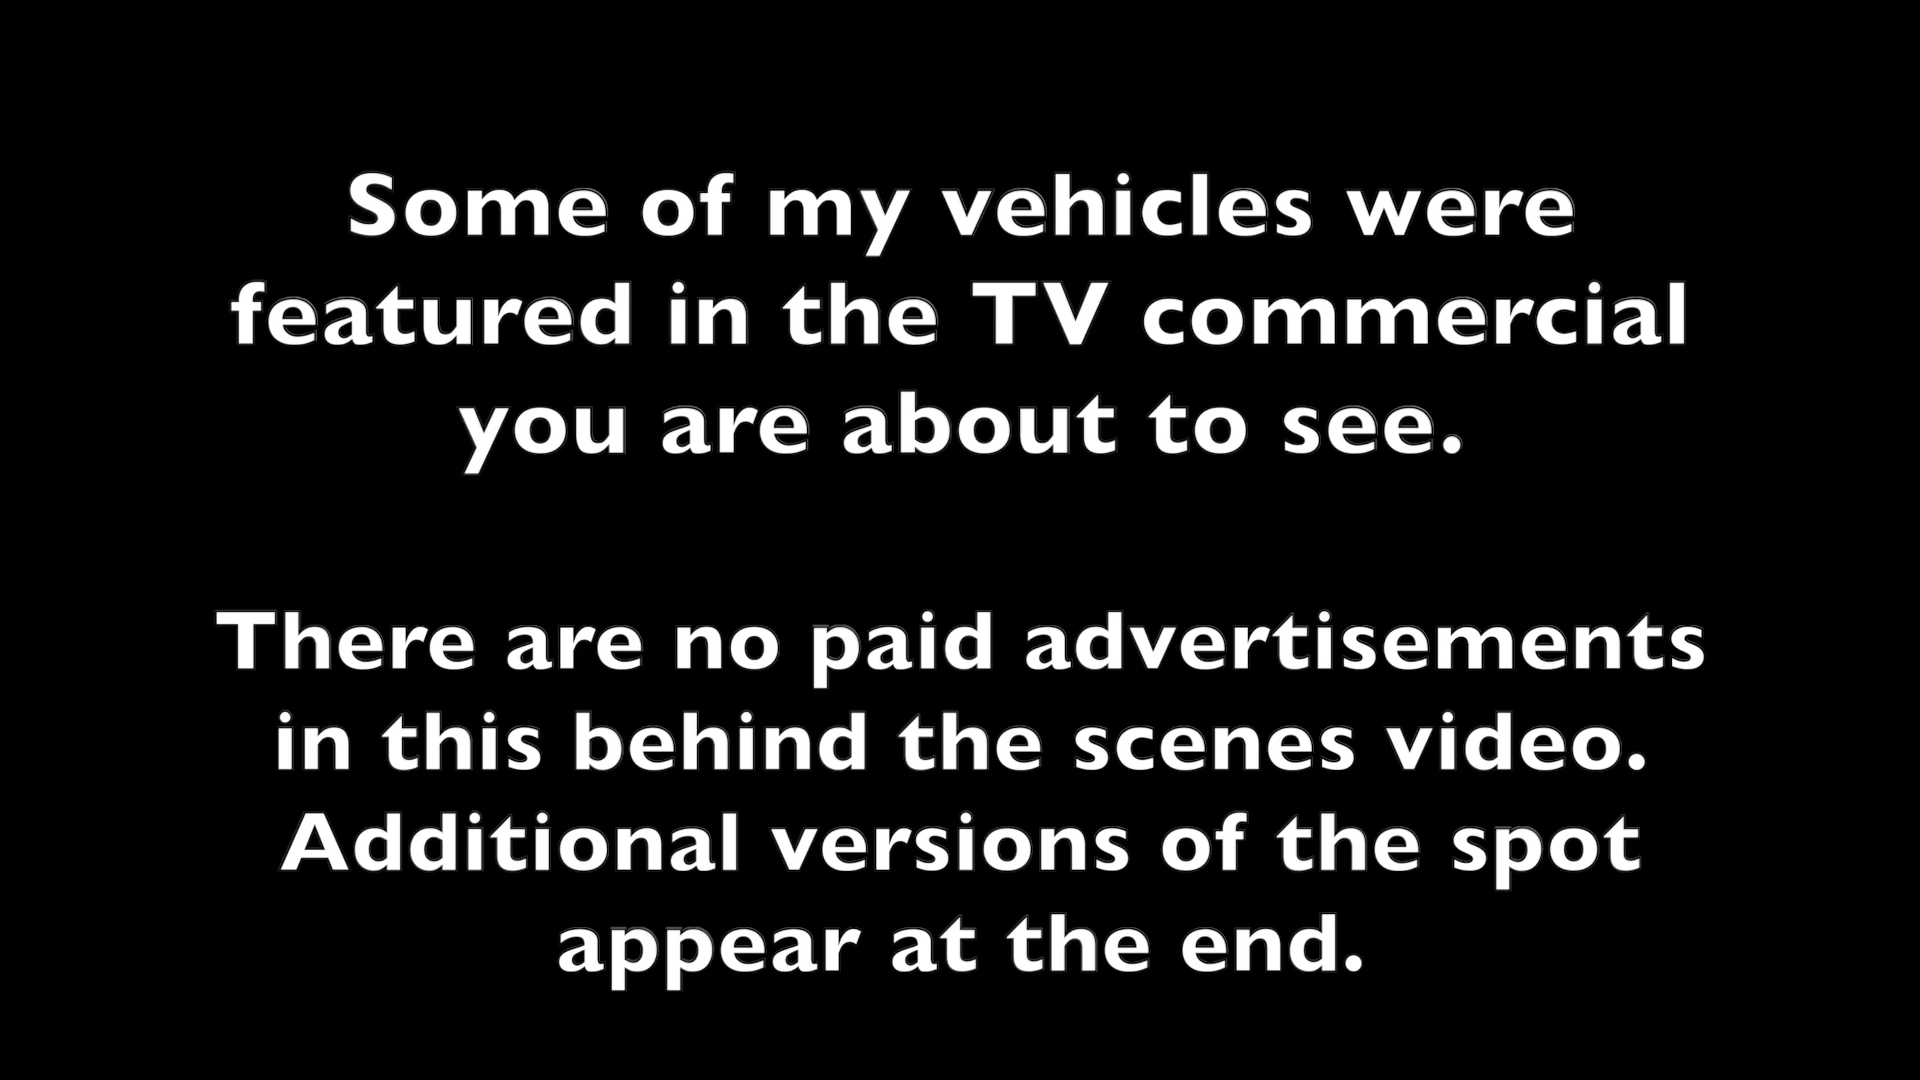 Some of my vehicles were
featured in the TV commercial
you are about to see.
There are no paid advertisements
in this behind the scenes video.
Additional versions of the spot
appear at the end.